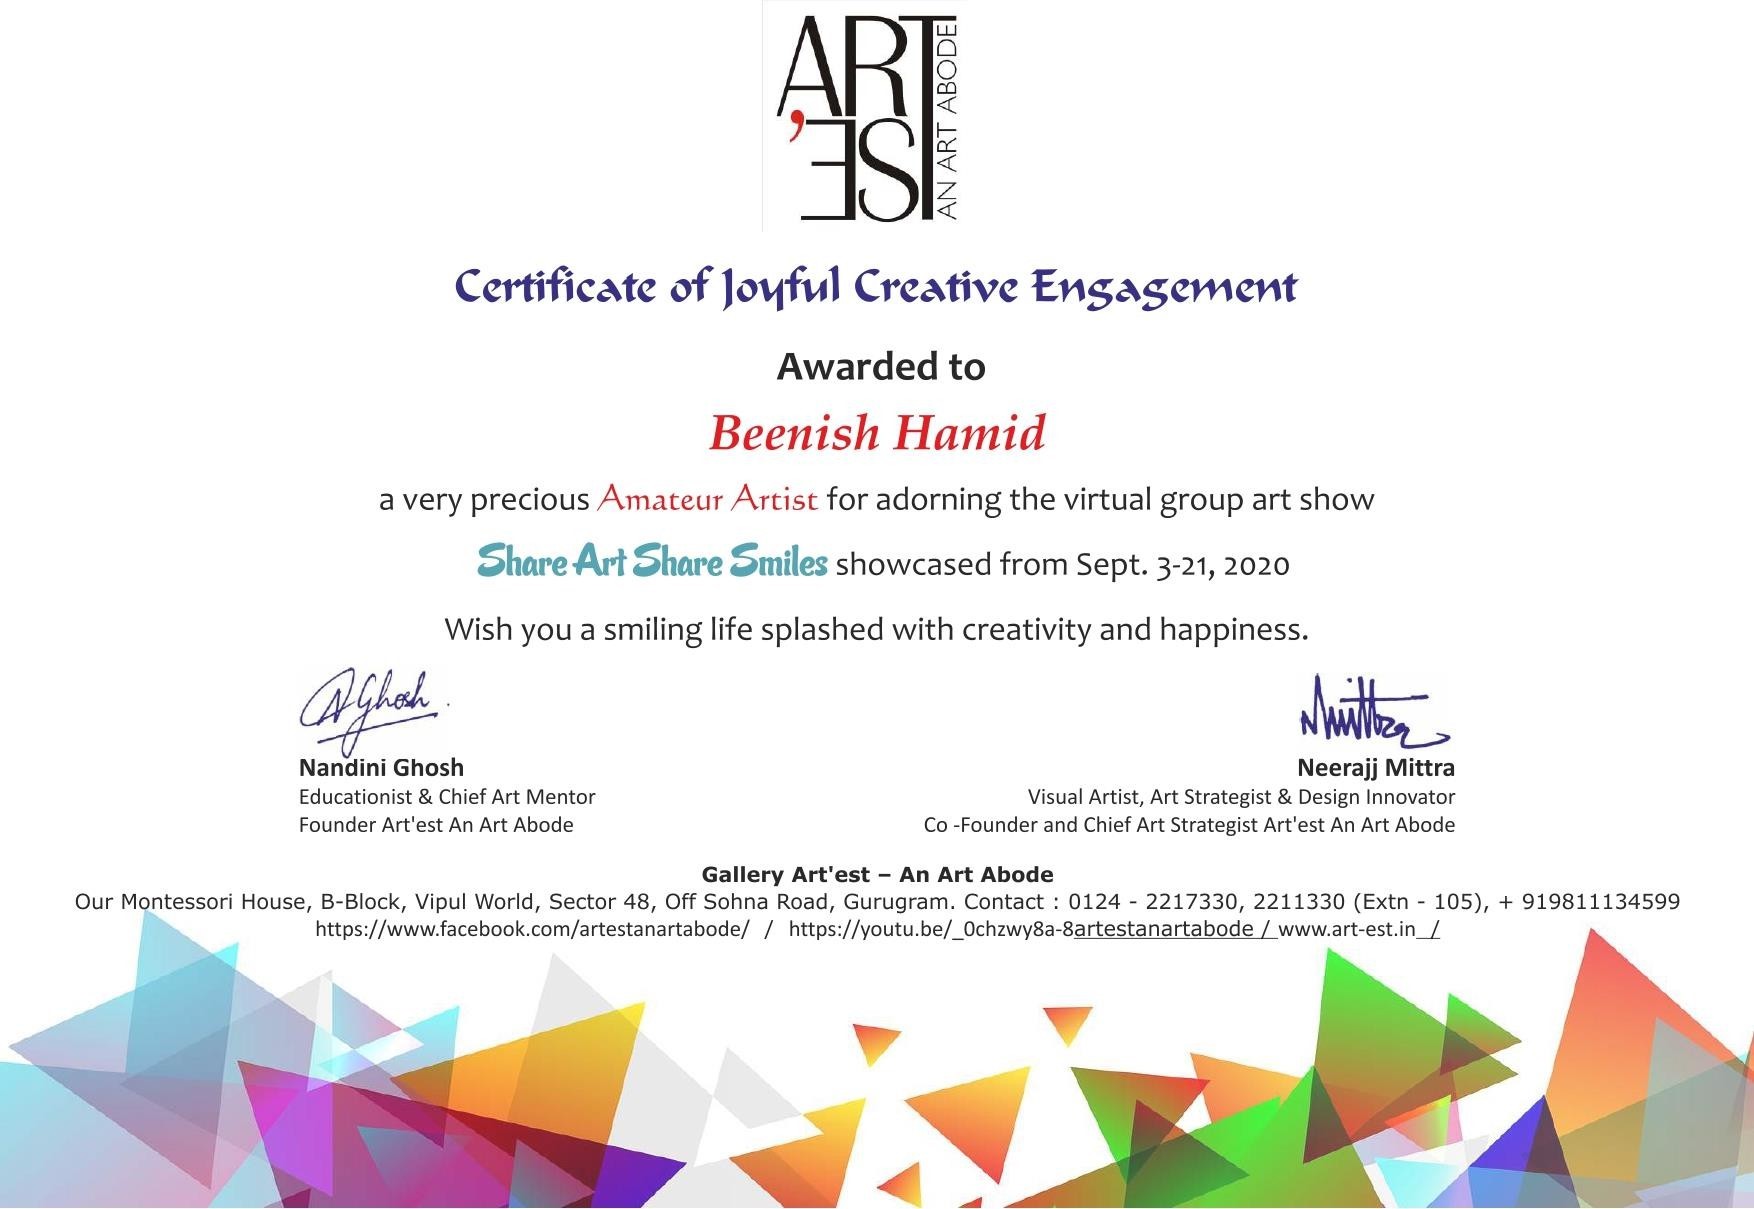 ART
'EST
AN ART ABODE
Certificate of Joyful Creative Engagement
Awarded to
Beenish Hamid
a very precious Amateur Artist for adorning the virtual group art show
Share Art Share Smiles showcased from Sept. 3-21, 2020
Wish you a smiling life splashed with creativity and happiness.
NGhosh.
Mittra
Nandini Ghosh
Educationist & Chief Art Mentor
Founder Art'est An Art Abode
Neerajj Mittra
Visual Artist, Art Strategist & Design Innovator
Co -Founder and Chief Art Strategist Art'est An Art Abode
Gallery Art'est – An Art Abode
Our Montessori House, B-Block, Vipul World, Sector 48, Off Sohna Road, Gurugram. Contact : 0124 - 2217330, 2211330 (Extn - 105), + 919811134599
https://www.facebook.com/artestanartabode/ / https://youtu.be/_0chzwy8a-8artestanartabode / www.art-est.in /